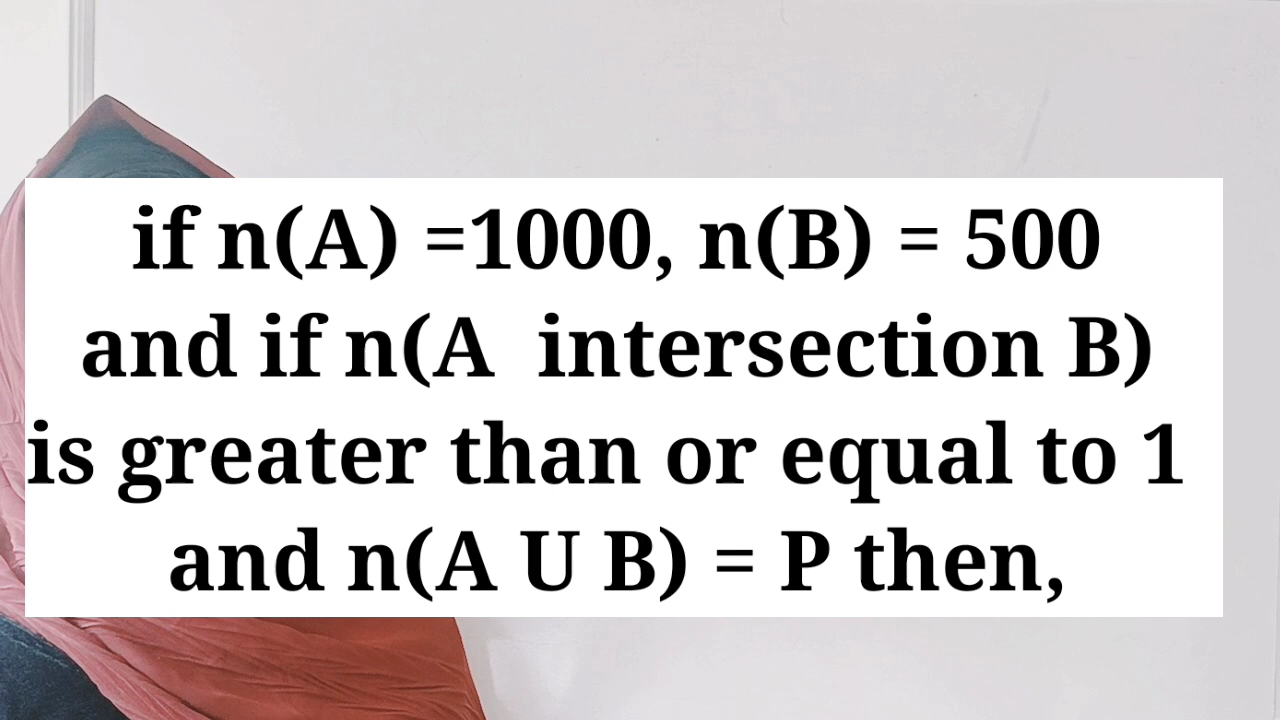 if n(A) =1000, n(B) = 500
and if n(A intersection B)
is greater than or equal to 1
and n(A U B) = P then,